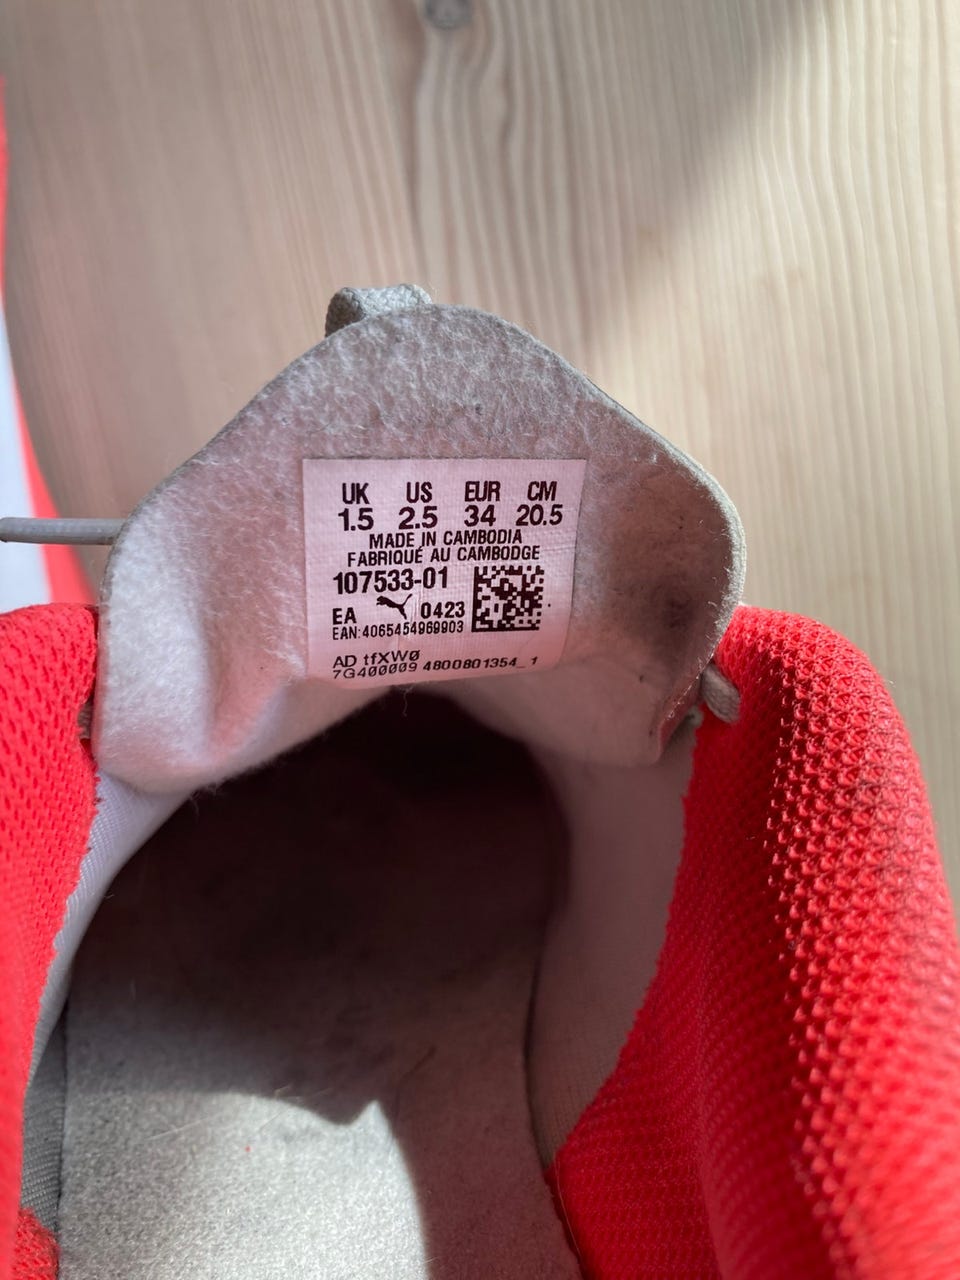 UK US EUR CM
1.5 2.5 34 20.5
MADE IN CAMBODIA
FABRIQUÉ AU CAMBODGE
107533-01
EA 0423
EAN:4065454969903
AD tfXWø
7G400009 4800801354_1